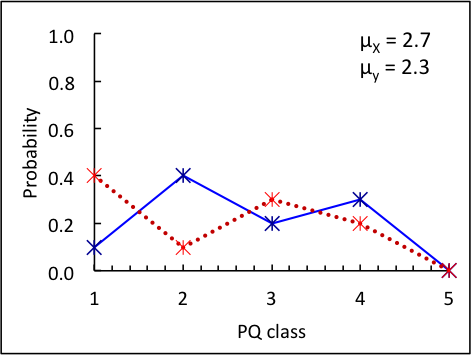 μX = 2.7
μy = 2.3
Probability
1.0
0.8
0.6
0.4
0.2
0.0
1 2 3 4 5
PQ class